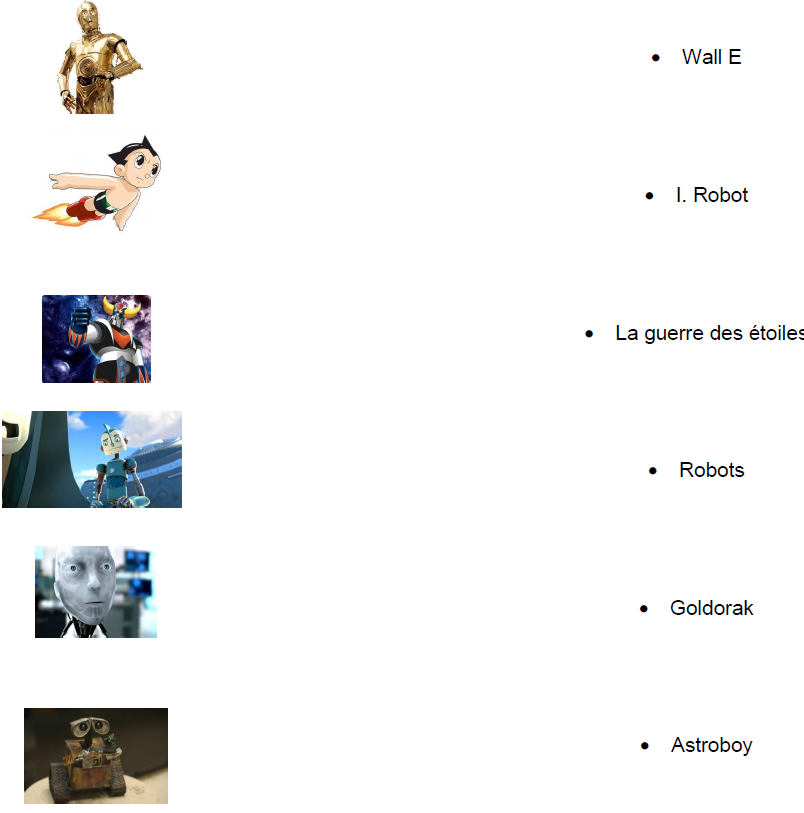 • Wall E
• I. Robot
• La guerre des étoiles
• Robots
• Goldorak
• Astroboy